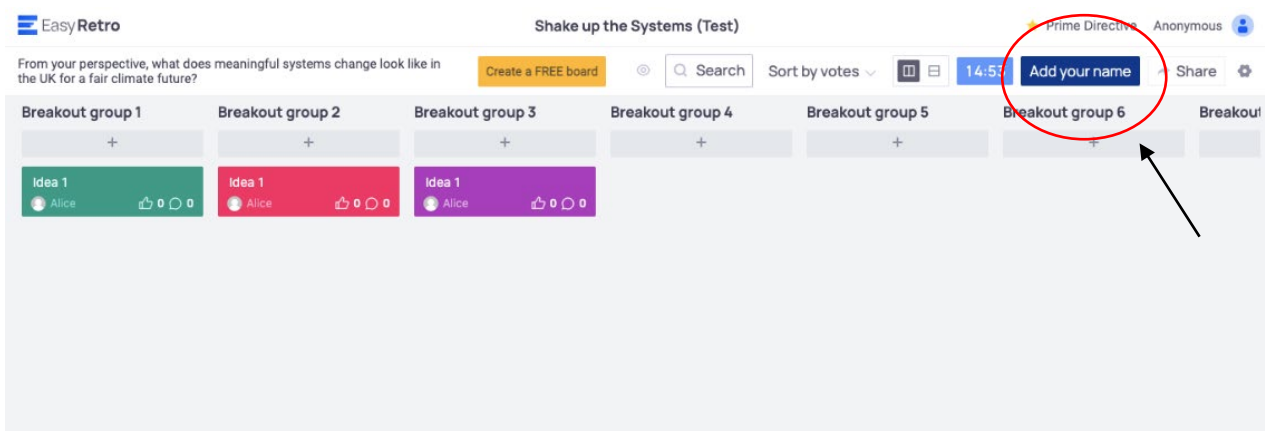 EasyRetro
Shake up the Systems (Test)
Prime Directive
Anonymous
From your perspective, what does meaningful systems change look like in
the UK for a fair climate future?
Create a FREE board
Search
Sort by votes
14:53
Add your name
Share
Breakout group 1
Breakout group 2
Breakout group 3
Breakout group 4
Breakout group 5
Breakout group 6
Breakout
+
+
+
+
+
+
Idea 1
Alice
0
0
Idea 1
Alice
0
0
Idea 1
Alice
0
0